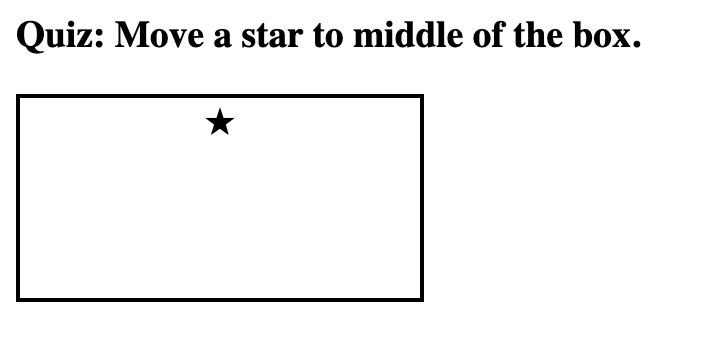 Quiz: Move a star to middle of the box.
★